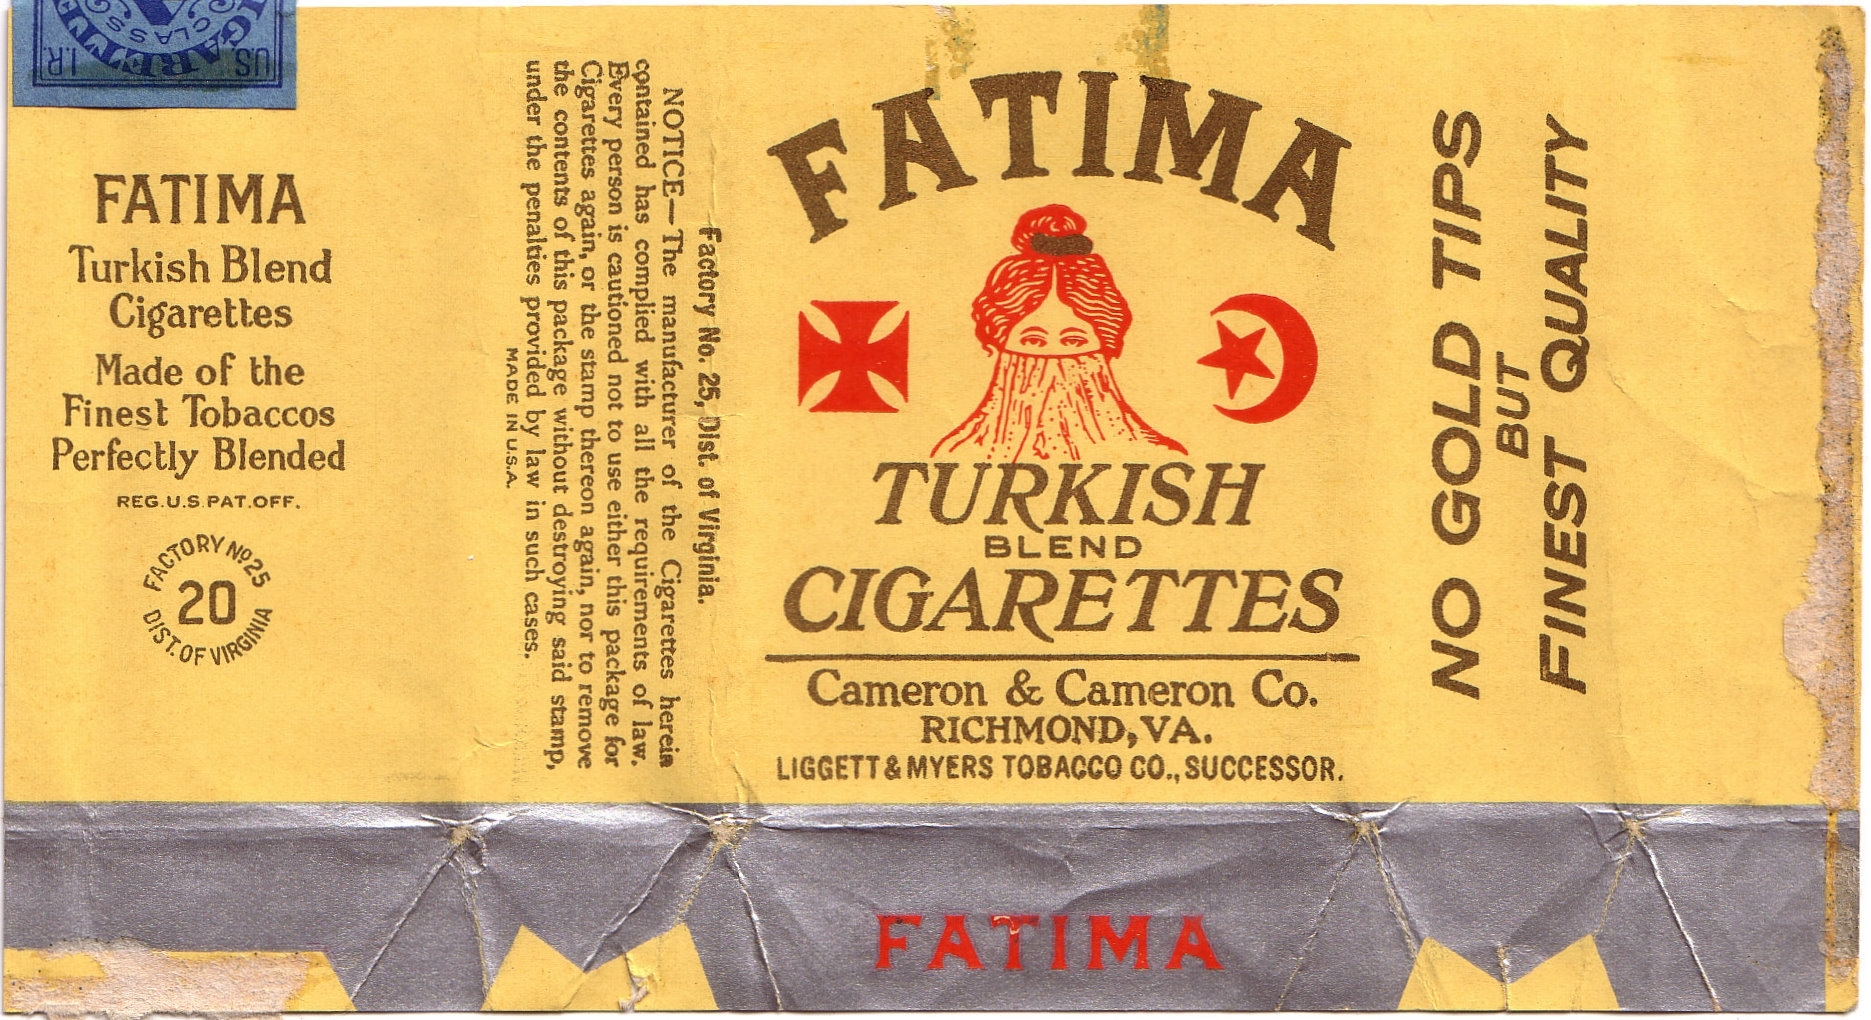 U.S. I.R.
CIGARETTE
CLASS A
FATIMA
Turkish Blend
Cigarettes
Made of the
Finest Tobaccos
Perfectly Blended
REG.U.S.PAT.OFF.
FACTORY Nº 25
20
DIST. OF VIRGINIA
Factory No. 25, Dist. of Virginia.
NOTICE—The manufacturer of the Cigarettes herein
contained has complied with all the requirements of law.
Every person is cautioned not to use either this package for
Cigarettes again, or the stamp thereon again, nor to remove
the contents of this package without destroying said stamp,
under the penalties provided by law in such cases.
MADE IN U.S.A.
FATIMA
TURKISH
BLEND
CIGARETTES
Cameron & Cameron Co.
RICHMOND, VA.
LIGGETT & MYERS TOBACCO CO., SUCCESSOR.
NO GOLD TIPS
BUT
FINEST QUALITY
FATIMA